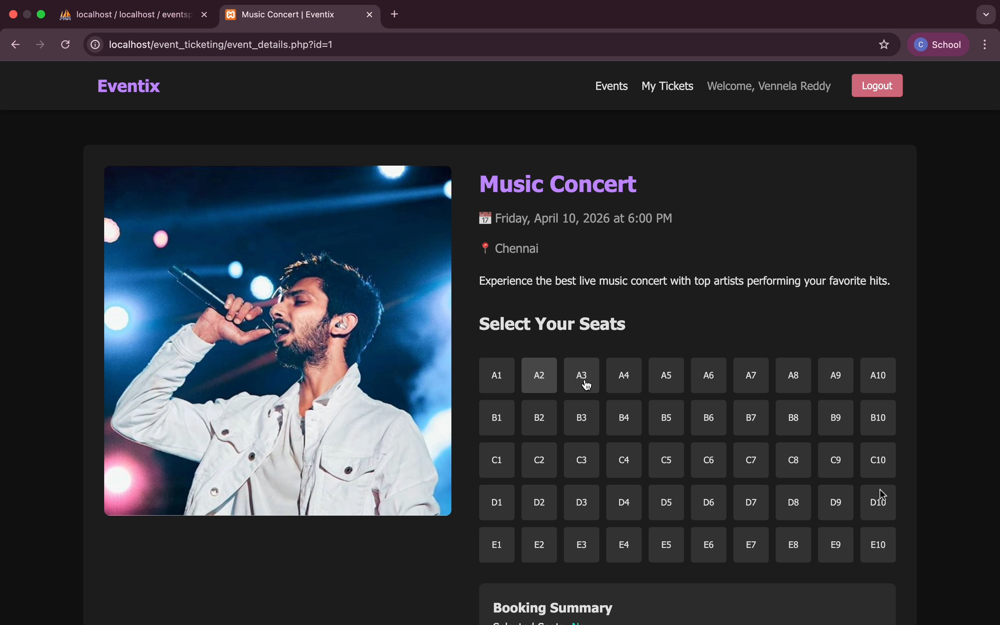 localhost / localhost / eventsp
Music Concert | Eventix
localhost/event_ticketing/event_details.php?id=1
C School
Eventix
Events My Tickets Welcome, Vennela Reddy Logout
Music Concert
Friday, April 10, 2026 at 6:00 PM
Chennai
Experience the best live music concert with top artists performing your favorite hits.
Select Your Seats
A1 A2 A3 A4 A5 A6 A7 A8 A9 A10
B1 B2 B3 B4 B5 B6 B7 B8 B9 B10
C1 C2 C3 C4 C5 C6 C7 C8 C9 C10
D1 D2 D3 D4 D5 D6 D7 D8 D9 D10
E1 E2 E3 E4 E5 E6 E7 E8 E9 E10
Booking Summary